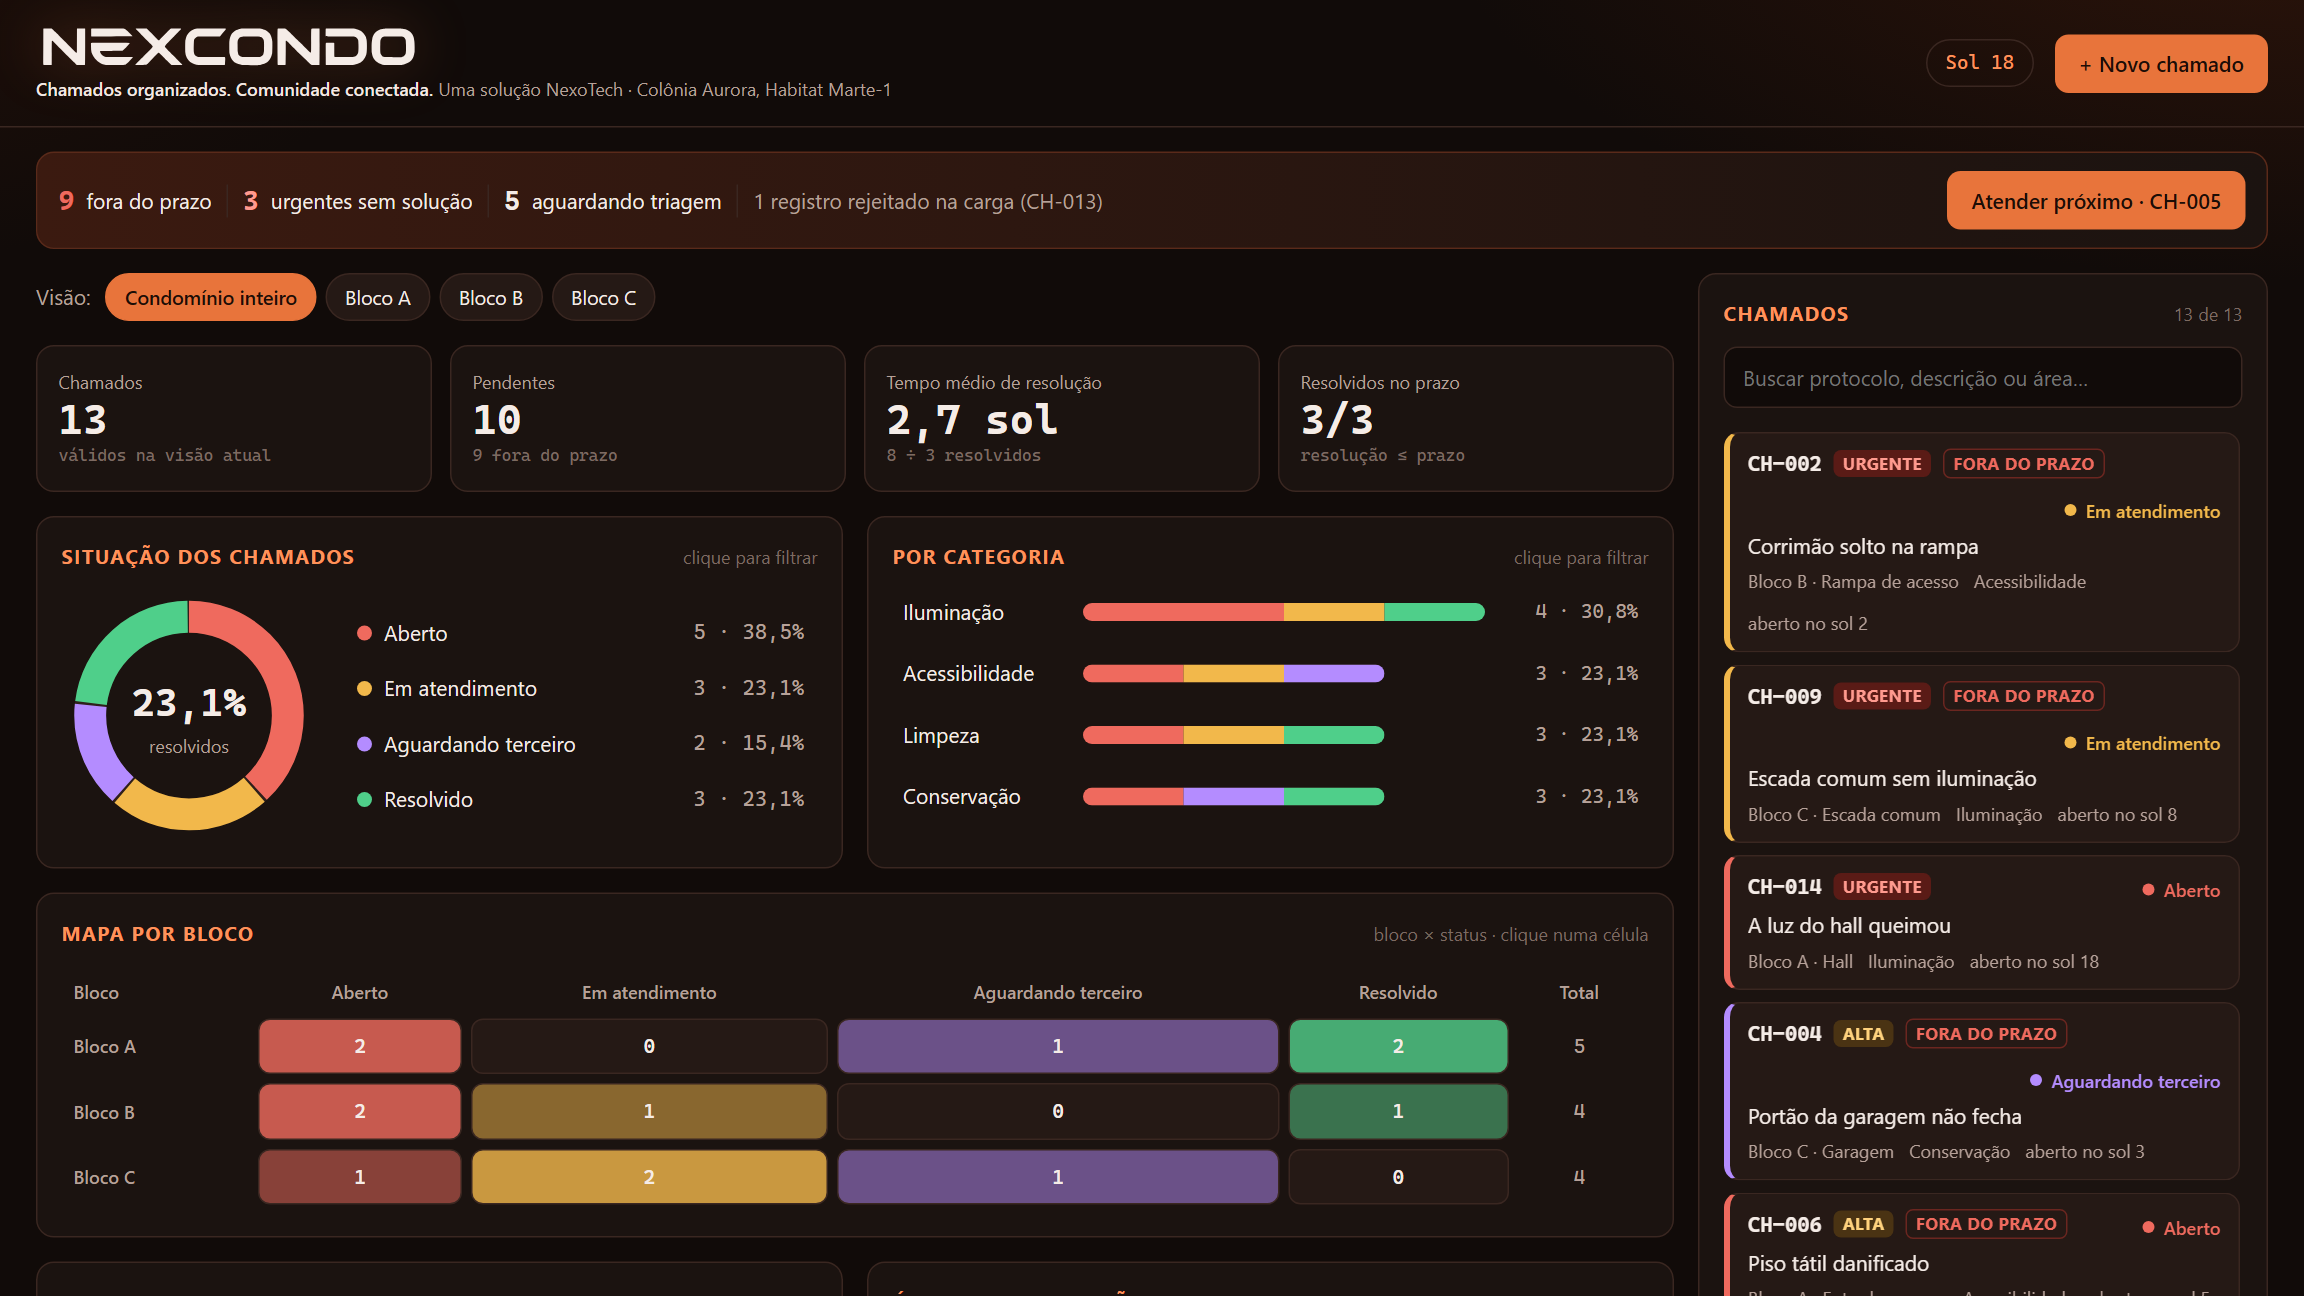 NEXCONDO
Chamados organizados. Comunidade conectada. Uma solução NexoTech · Colônia Aurora, Habitat Marte-1
Sol 18
+ Novo chamado
9 fora do prazo
3 urgentes sem solução
5 aguardando triagem
1 registro rejeitado na carga (CH-013)
Atender próximo · CH-005
Visão:
Condomínio inteiro
Bloco A
Bloco B
Bloco C
Chamados
13
válidos na visão atual
Pendentes
10
9 fora do prazo
Tempo médio de resolução
2,7 sol
8 ÷ 3 resolvidos
Resolvidos no prazo
3/3
resolução ≤ prazo
SITUAÇÃO DOS CHAMADOS
clique para filtrar
23,1%
resolvidos
Aberto 5 · 38,5%
Em atendimento 3 · 23,1%
Aguardando terceiro 2 · 15,4%
Resolvido 3 · 23,1%
POR CATEGORIA
clique para filtrar
Iluminação 4 · 30,8%
Acessibilidade 3 · 23,1%
Limpeza 3 · 23,1%
Conservação 3 · 23,1%
MAPA POR BLOCO
bloco × status · clique numa célula
Bloco Aberto Em atendimento Aguardando terceiro Resolvido Total
Bloco A 2 0 1 2 5
Bloco B 2 1 0 1 4
Bloco C 1 2 1 0 4
CHAMADOS
13 de 13
Buscar protocolo, descrição ou área...
CH-002 URGENTE FORA DO PRAZO
Em atendimento
Corrimão solto na rampa
Bloco B · Rampa de acesso Acessibilidade
aberto no sol 2
CH-009 URGENTE FORA DO PRAZO
Em atendimento
Escada comum sem iluminação
Bloco C · Escada comum Iluminação aberto no sol 8
CH-014 URGENTE Aberto
A luz do hall queimou
Bloco A · Hall Iluminação aberto no sol 18
CH-004 ALTA FORA DO PRAZO
Aguardando terceiro
Portão da garagem não fecha
Bloco C · Garagem Conservação aberto no sol 3
CH-006 ALTA FORA DO PRAZO Aberto
Piso tátil danificado